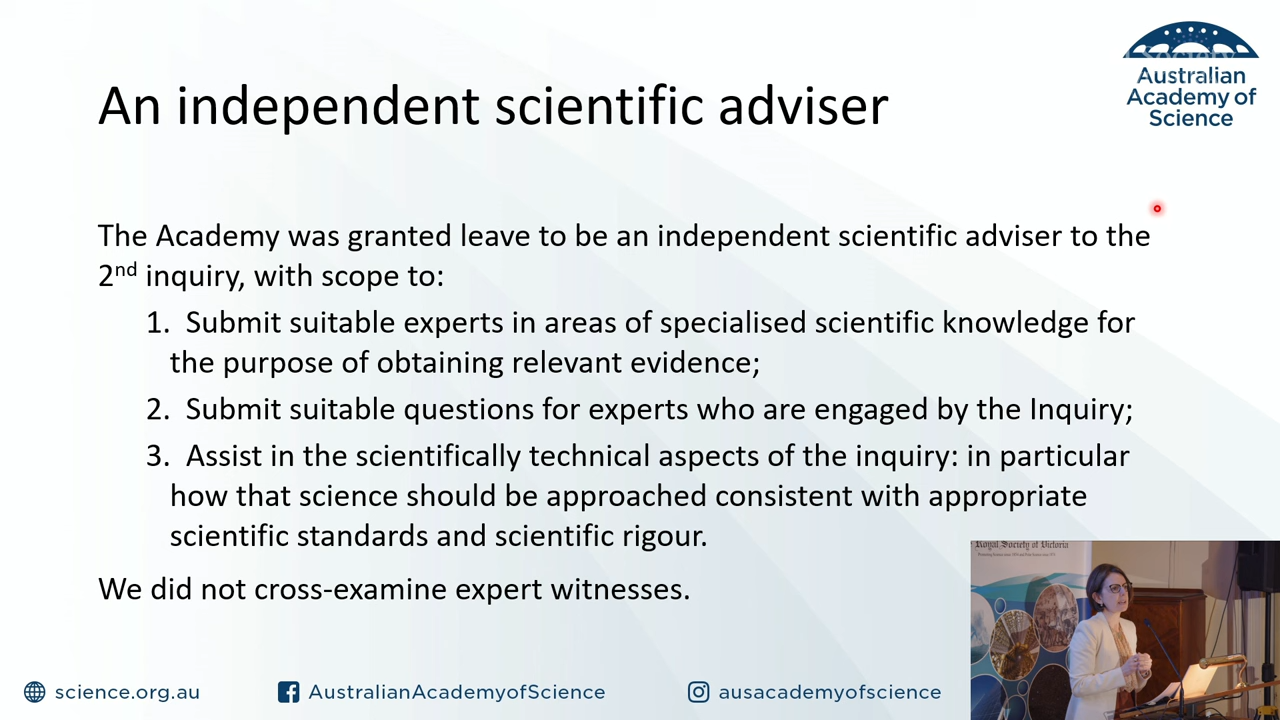 Australian
Academy of
Science
An independent scientific adviser
The Academy was granted leave to be an independent scientific adviser to the
2nd inquiry, with scope to:
1. Submit suitable experts in areas of specialised scientific knowledge for
the purpose of obtaining relevant evidence;
2. Submit suitable questions for experts who are engaged by the Inquiry;
3. Assist in the scientifically technical aspects of the inquiry: in particular
how that science should be approached consistent with appropriate
scientific standards and scientific rigour.
We did not cross-examine expert witnesses.
Royal Society of Victoria
science.org.au
AustralianAcademyofScience
ausacademyofscience